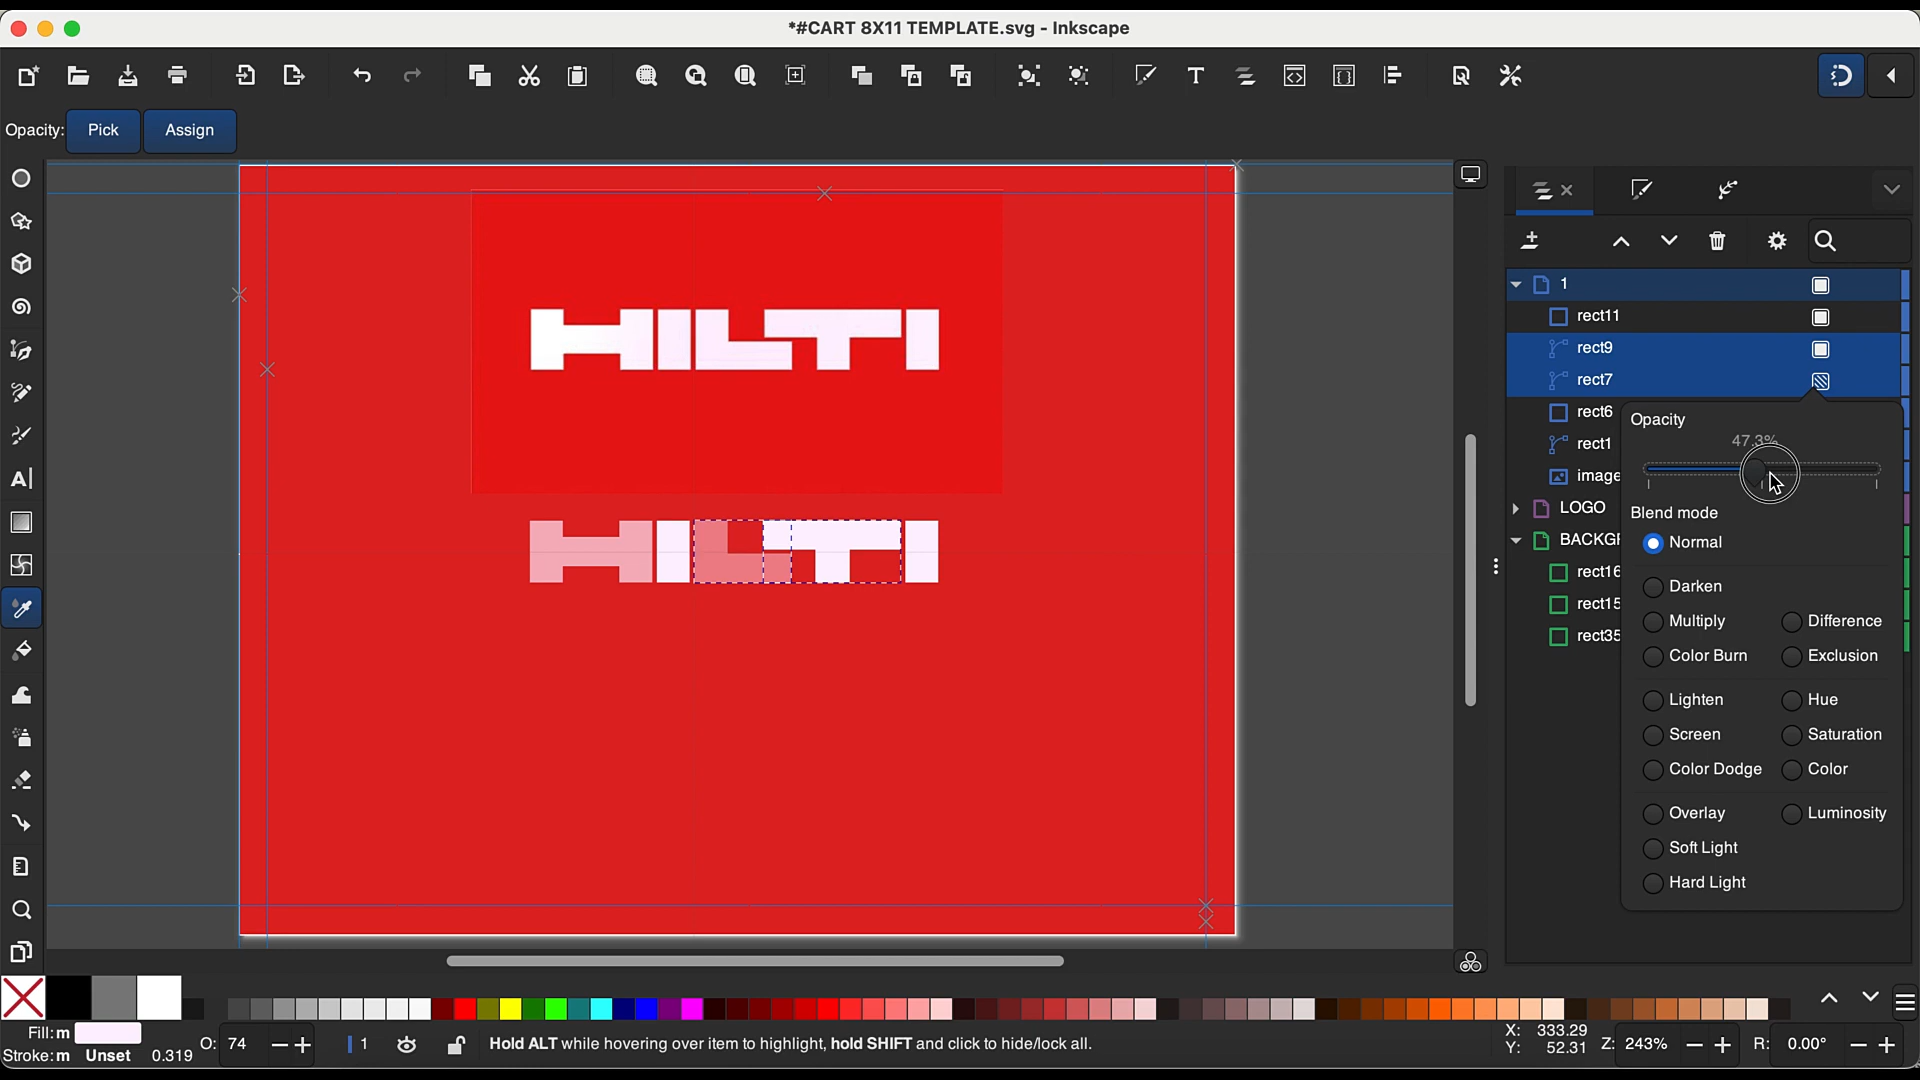 *#CART 8X11 TEMPLATE.svg - Inkscape
Opacity: Pick Assign
HILTI
HILTI
1
rect11
rect9
rect7
rect6
rect1
image
LOGO
BACKGF
rect16
rect15
rect35
Opacity
47.3%
Blend mode
Normal
Darken
Multiply Difference
Color Burn Exclusion
Lighten Hue
Screen Saturation
Color Dodge Color
Overlay Luminosity
Soft Light
Hard Light
Fill: m
Stroke: m Unset 0.319
O: 74
1
Hold ALT while hovering over item to highlight, hold SHIFT and click to hide/lock all.
X: 333.29
Y: 52.31
Z: 243%
R: 0.00°